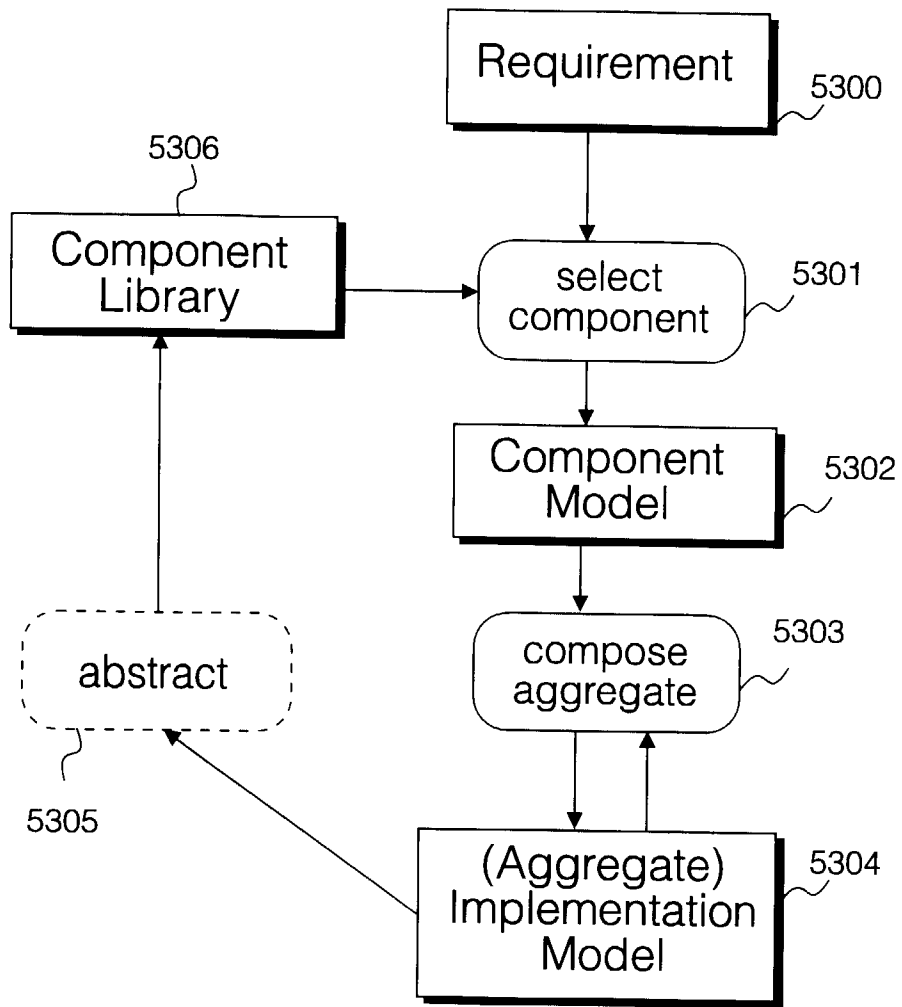 Requirement
5300
5306
Component
Library
select
component
5301
Component
Model
5302
compose
aggregate
5303
abstract
5305
(Aggregate)
Implementation
Model
5304